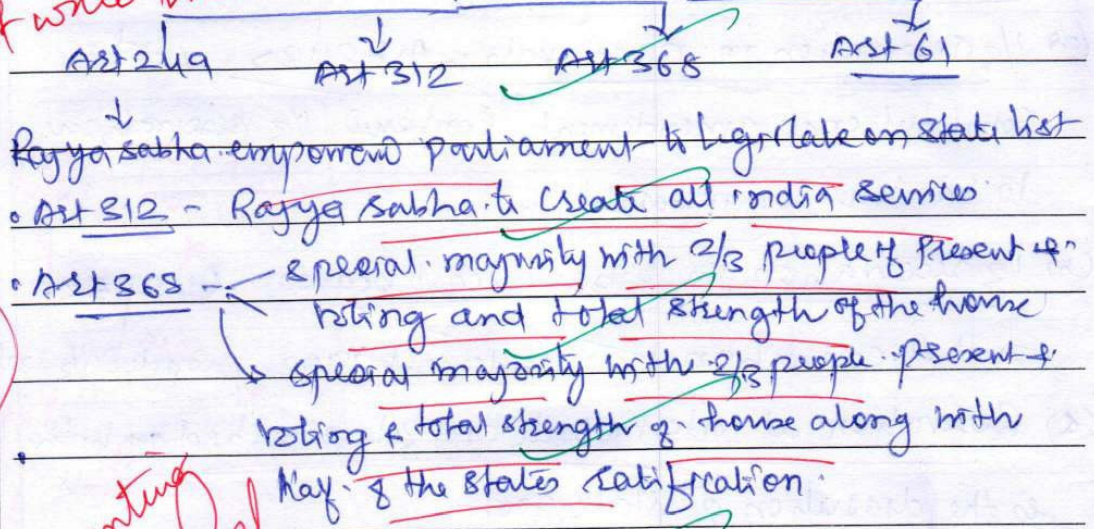 write
Art 249 Art 312 Art 368 Art 61
Rajya sabha empowers parliament to legislate on state list
• Art 312 - Rajya sabha to create all india services
• Art 368 - special majority with 2/3 people of Present &
voting and total strength of the house
special majority with 2/3 people present &
voting & total strength of house along with
Half of the states ratification.